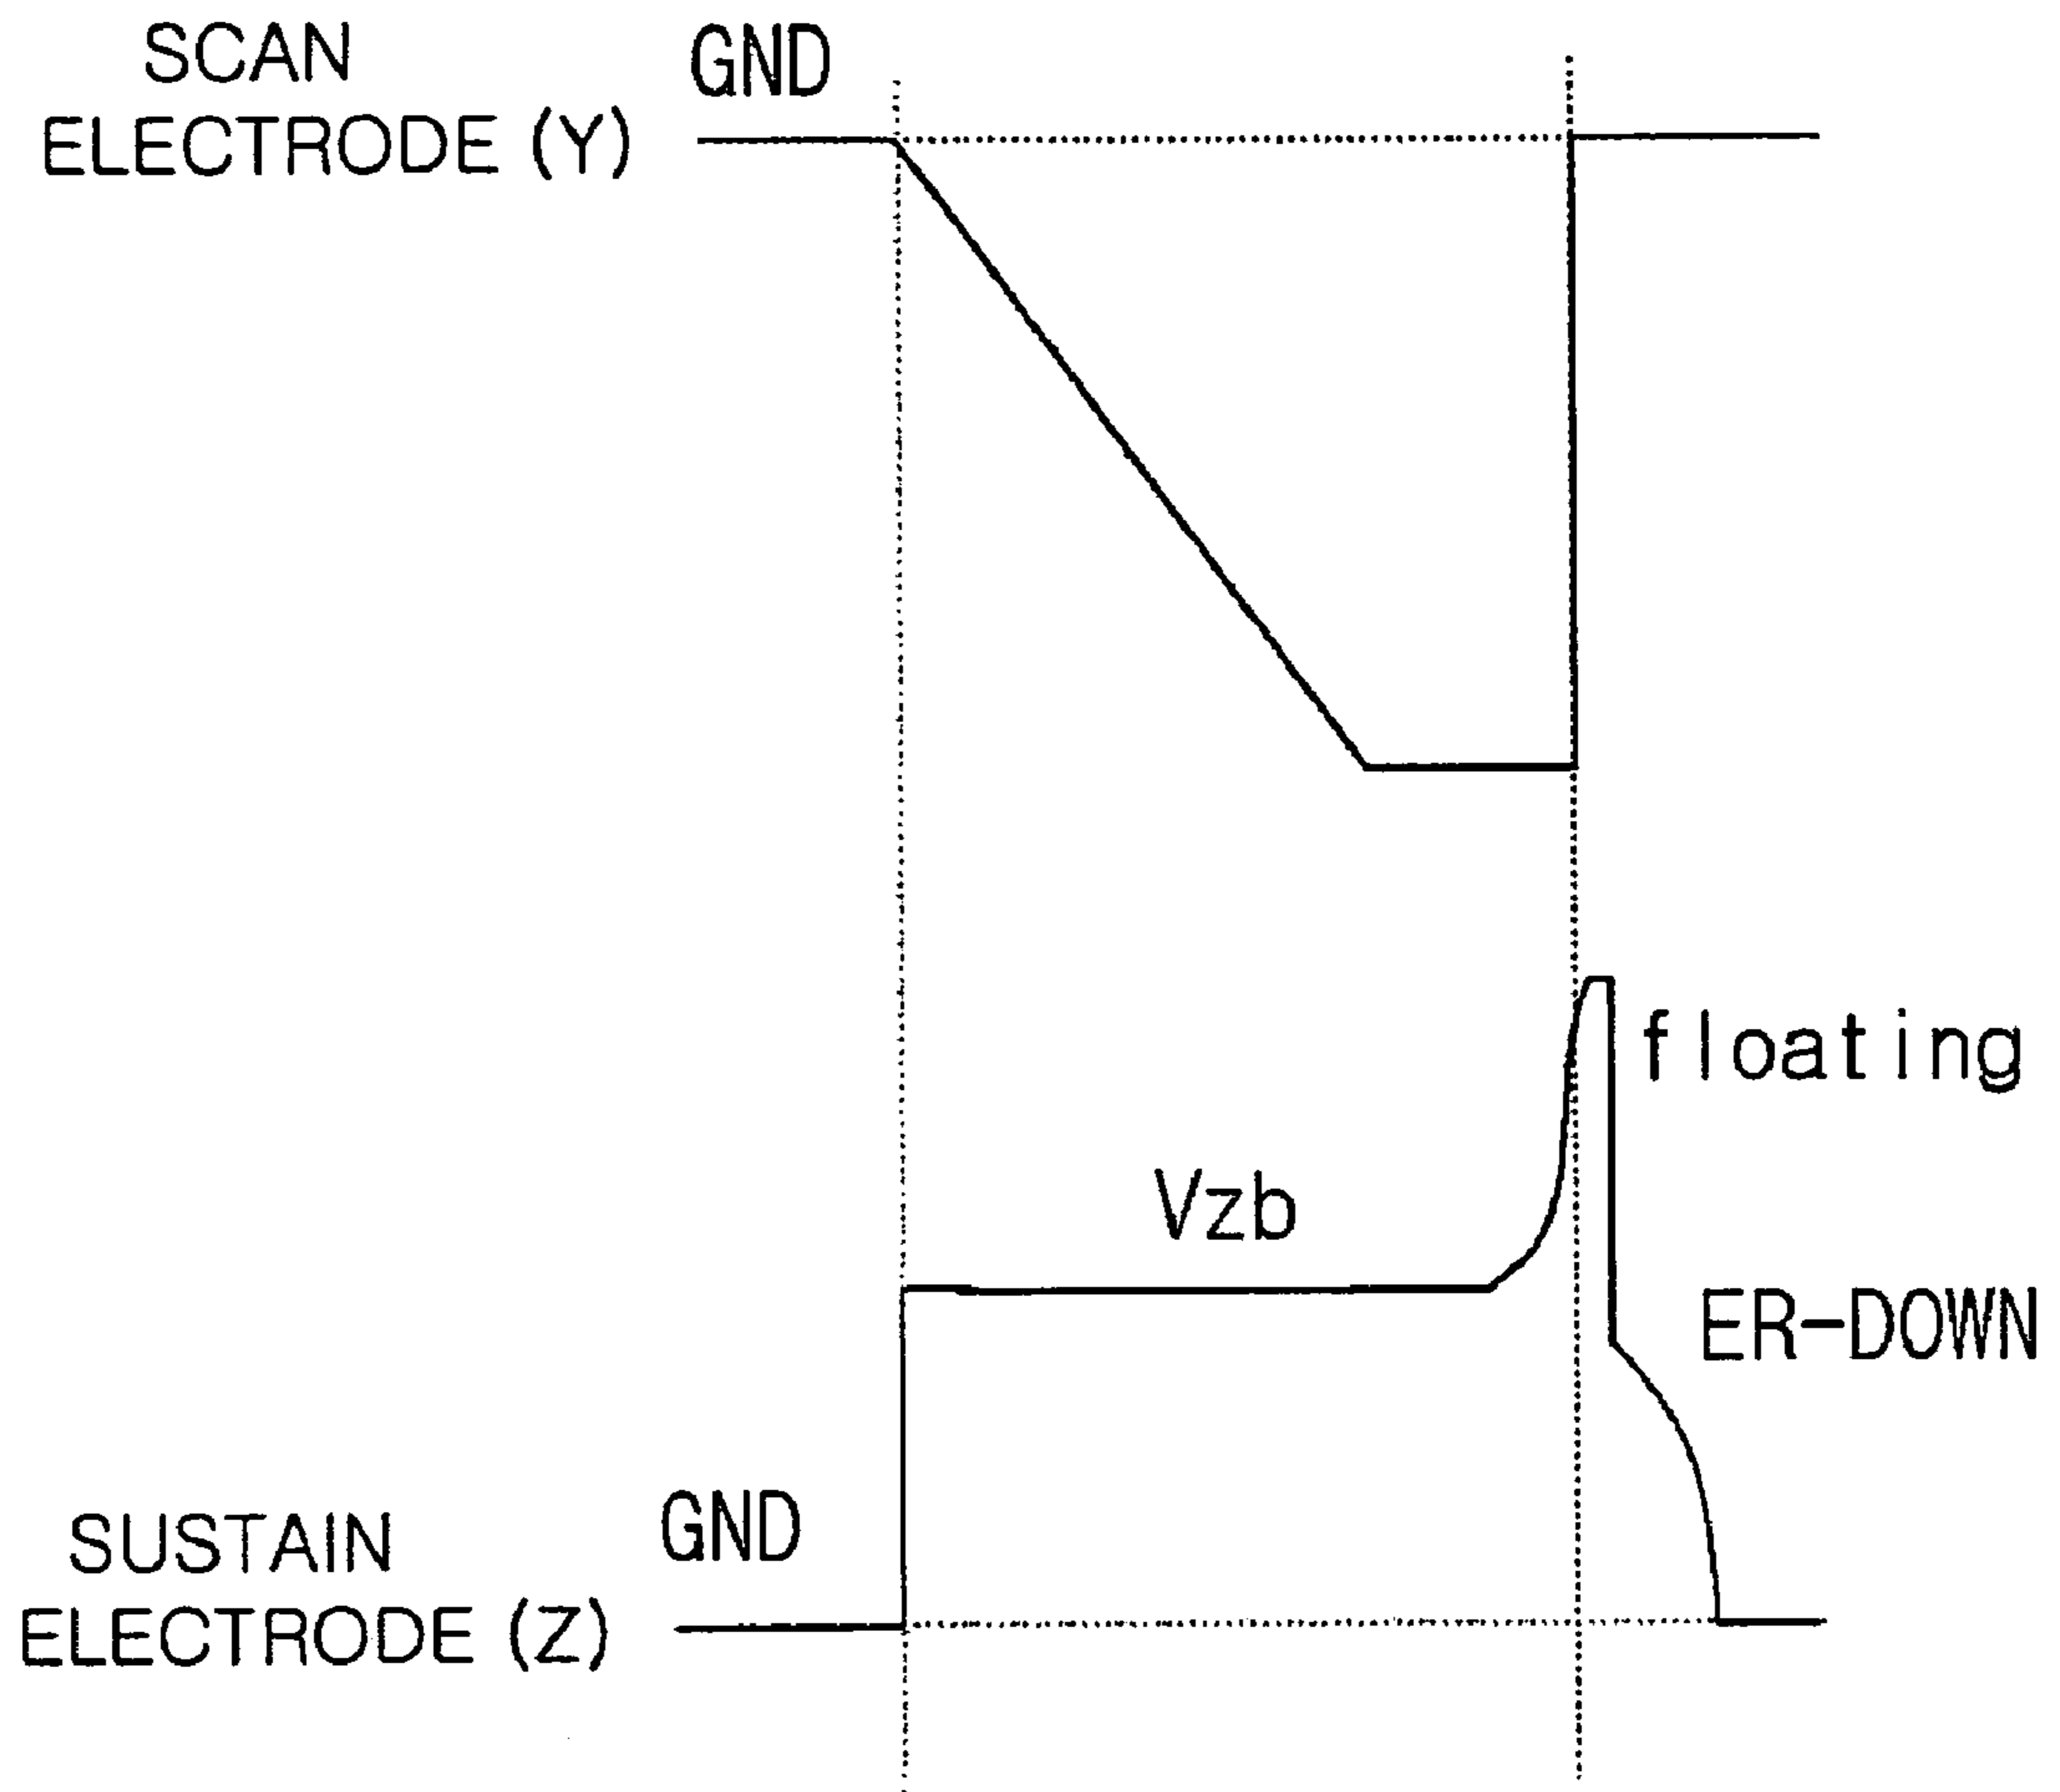 SCAN
ELECTRODE (Y)
GND
floating
Vzb
ER-DOWN
GND
SUSTAIN
ELECTRODE (Z)